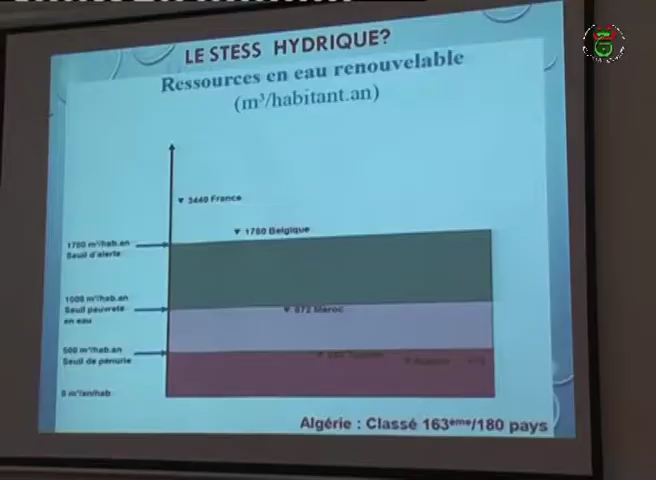 LE STESS HYDRIQUE?
Ressources en eau renouvelable
(m³/habitant.an)
▼ 3440 France
▼ 1780 Belgique
1700 m³/hab.an
Seuil d'alerte
1000 m³/hab.an
Seuil pauvreté
en eau
▼ 872 Maroc
500 m³/hab.an
Seuil de penurie
0 m³/an/hab
Algérie : Classé 163ème/180 pays